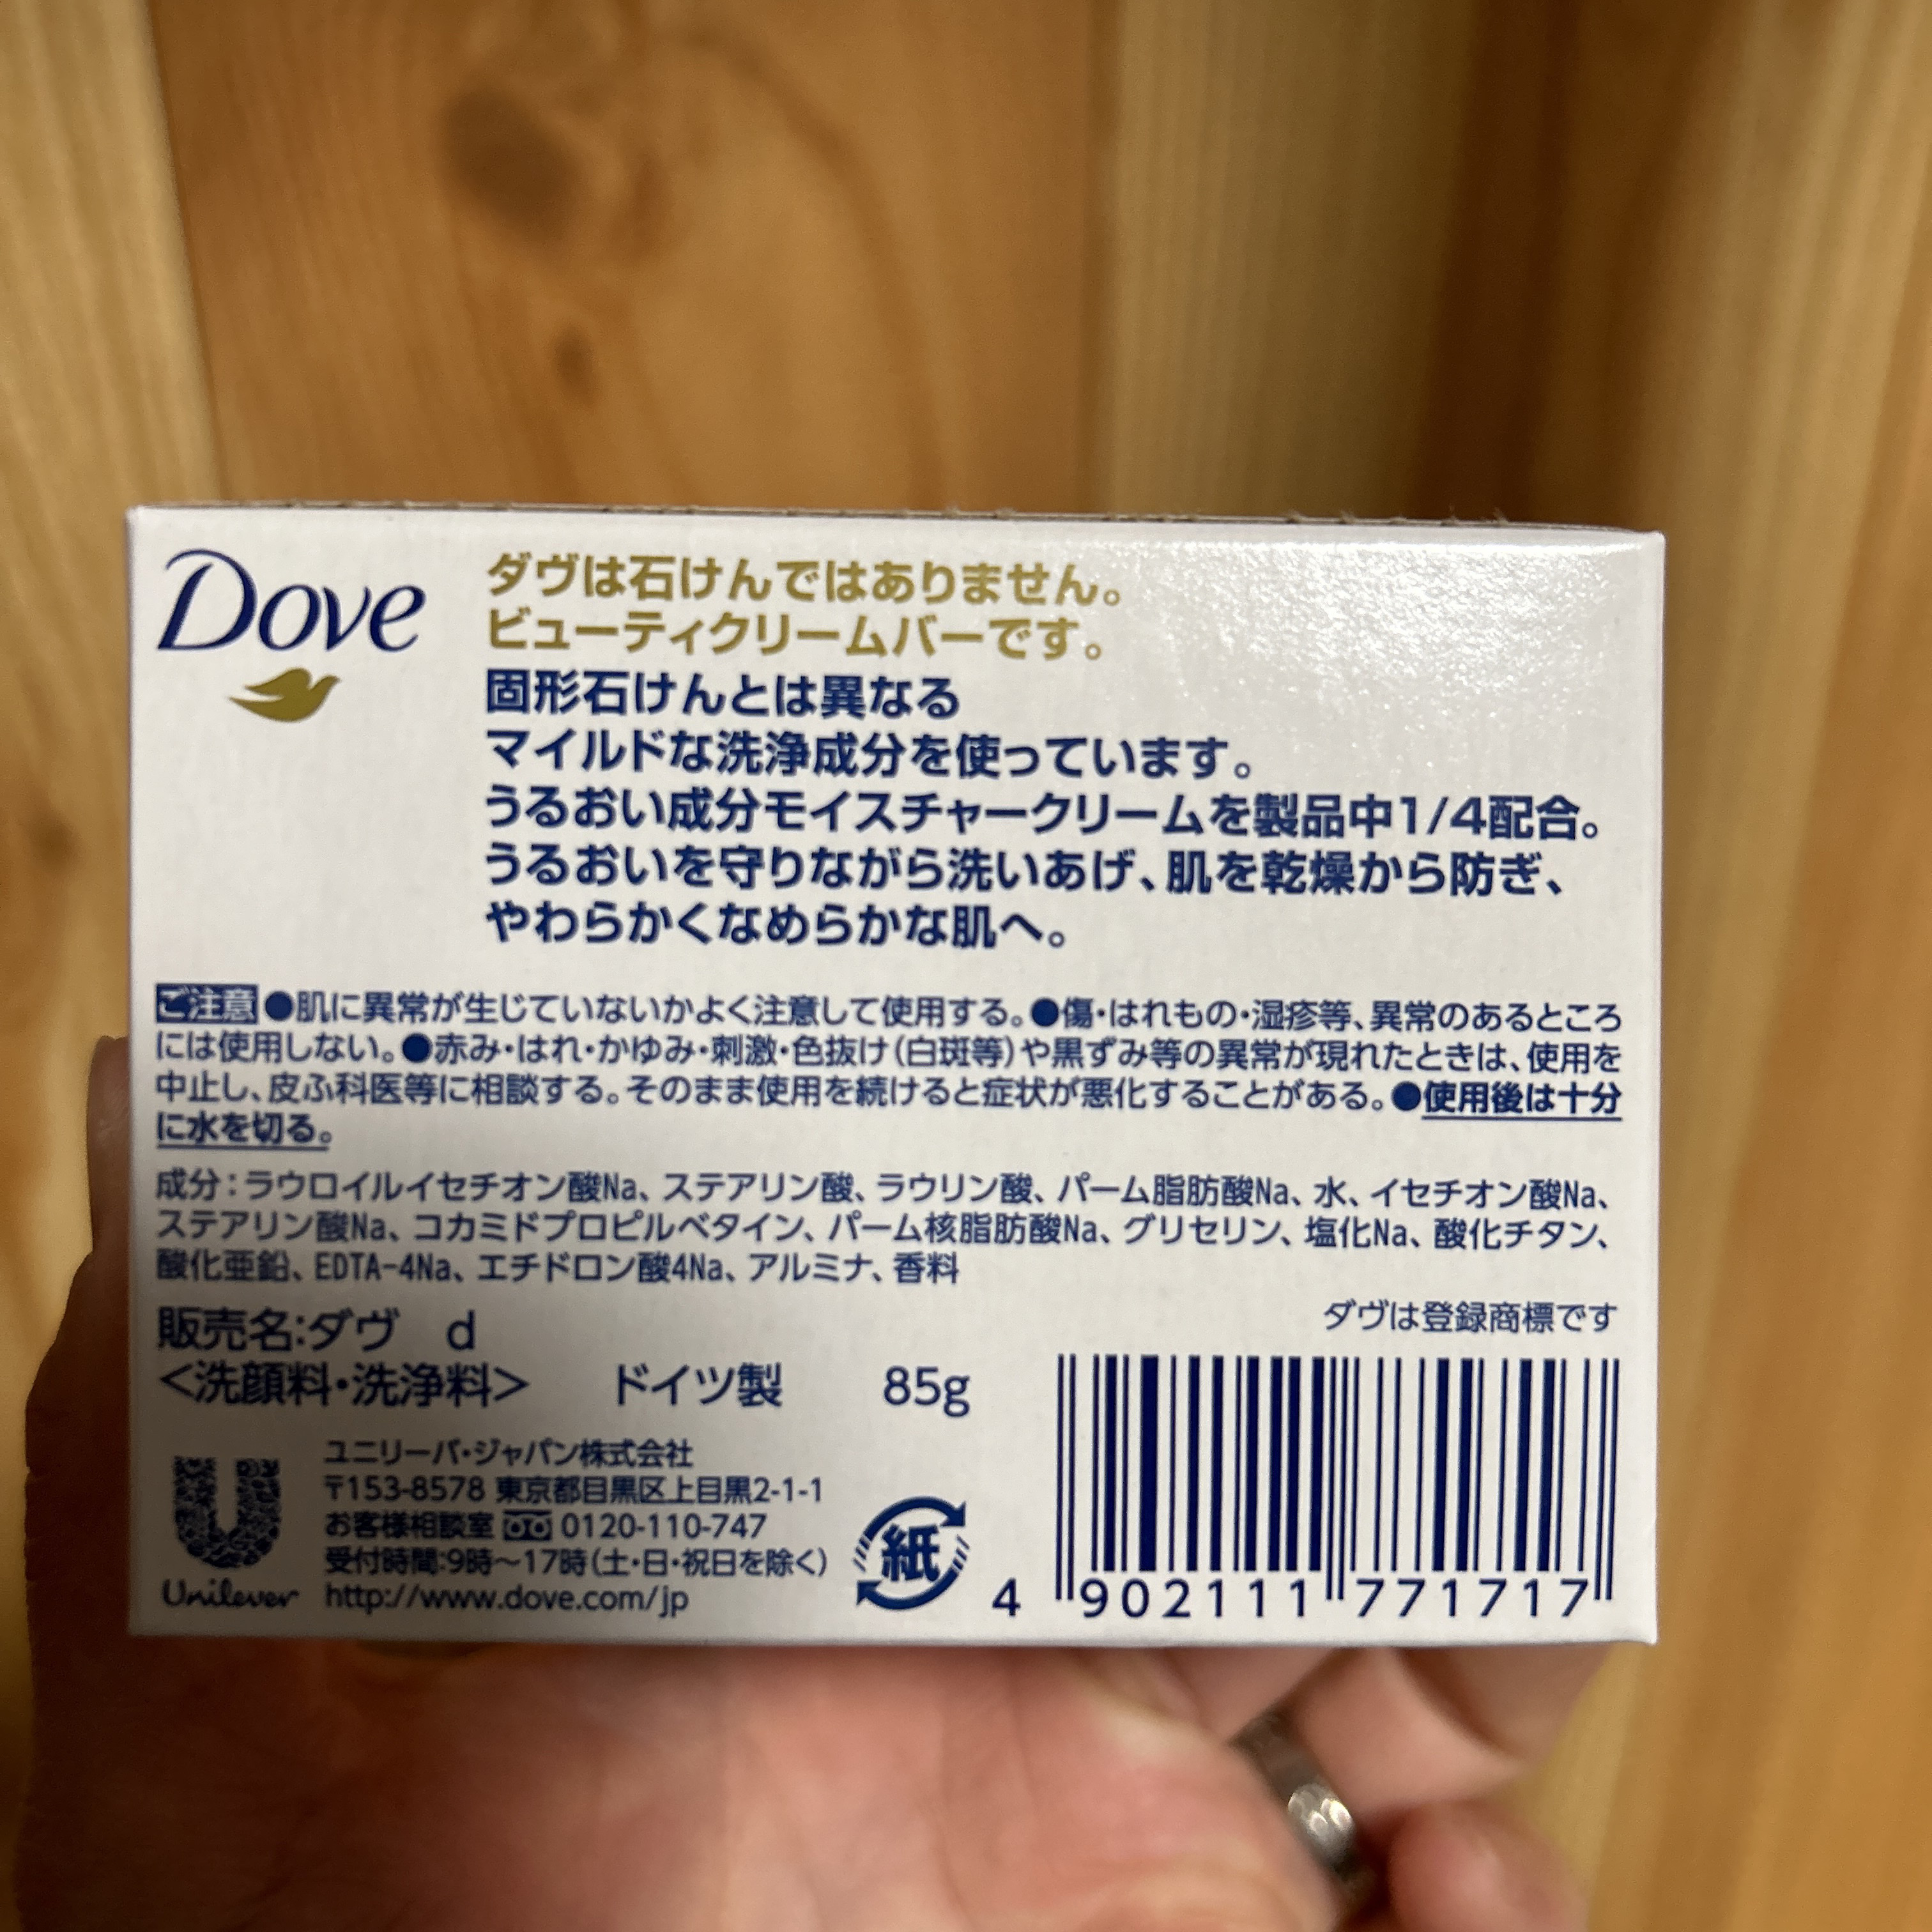 Dove
ダヴは石けんではありません。
ビューティクリームバーです。
固形石けんとは異なる
マイルドな洗浄成分を使っています。
うるおい成分モイスチャークリームを製品中1/4配合。
うるおいを守りながら洗いあげ、肌を乾燥から防ぎ、
やわらかくなめらかな肌へ。
ご注意 ●肌に異常が生じていないかよく注意して使用する。●傷・はれもの・湿疹等、異常のあるところ
には使用しない。●赤み・はれ・かゆみ・刺激・色抜け(白斑等)や黒ずみ等の異常が現れたときは、使用を
中止し、皮ふ科医等に相談する。そのまま使用を続けると症状が悪化することがある。●使用後は十分
に水を切る。
成分:ラウロイルイセチオン酸Na、ステアリン酸、ラウリン酸、パーム脂肪酸Na、水、イセチオン酸Na、
ステアリン酸Na、コカミドプロピルベタイン、パーム核脂肪酸Na、グリセリン、塩化Na、酸化チタン、
酸化亜鉛、EDTA-4Na、エチドロン酸4Na、アルミナ、香料
ダヴは登録商標です
販売名:ダヴ d
<洗顔料・洗浄料> ドイツ製 85g
ユニリーバ・ジャパン株式会社
〒153-8578 東京都目黒区上目黒2-1-1
お客様相談室 0120-110-747
受付時間:9時〜17時(土・日・祝日を除く)
http://www.dove.com/jp
Unilever
紙
4 902111 771717